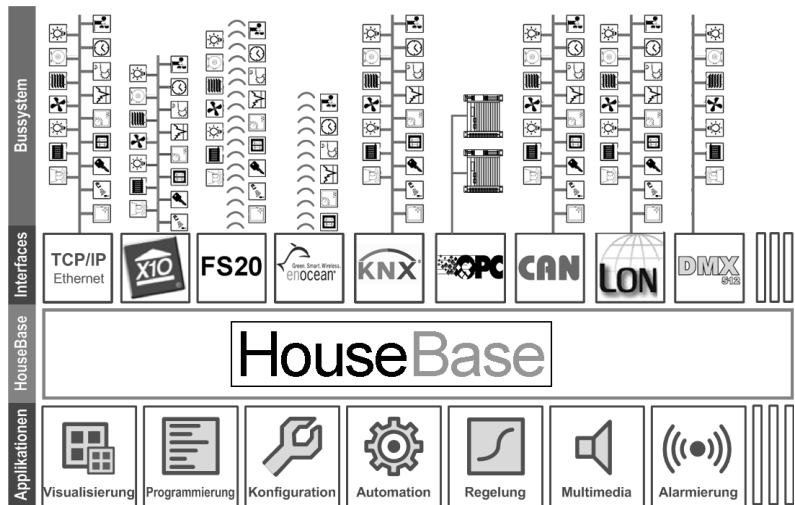 Bussystem
Interfaces
TCP/IP
Ethernet
X10
FS20
Green. Smart. Wireless.
enocean®
KNX
OPC
CAN
LON
DMX
512
HouseBase
HouseBase
Applikationen
Visualisierung
Programmierung
Konfiguration
Automation
Regelung
Multimedia
Alarmierung